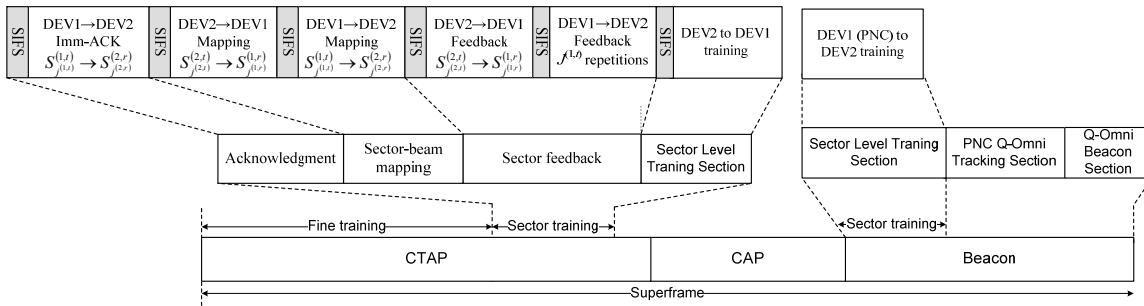 SIFS
DEV1→DEV2
Imm-ACK
S_{j^{(1,t)}}^{(1,t)} → S_{j^{(2,r)}}^{(2,r)}
SIFS
DEV2→DEV1
Mapping
S_{j^{(2,t)}}^{(2,t)} → S_{j^{(1,r)}}^{(1,r)}
SIFS
DEV1→DEV2
Mapping
S_{j^{(1,t)}}^{(1,t)} → S_{j^{(2,r)}}^{(2,r)}
SIFS
DEV2→DEV1
Feedback
S_{j^{(2,t)}}^{(2,t)} → S_{j^{(1,r)}}^{(1,r)}
SIFS
DEV1→DEV2
Feedback
J^{(1,t)} repetitions
SIFS
DEV2 to DEV1
training
DEV1 (PNC) to
DEV2 training
Acknowledgment
Sector-beam
mapping
Sector feedback
Sector Level
Traning Section
Sector Level Traning
Section
PNC Q-Omni
Tracking Section
Q-Omni
Beacon
Section
Fine training
Sector training
Sector training
CTAP
CAP
Beacon
Superframe